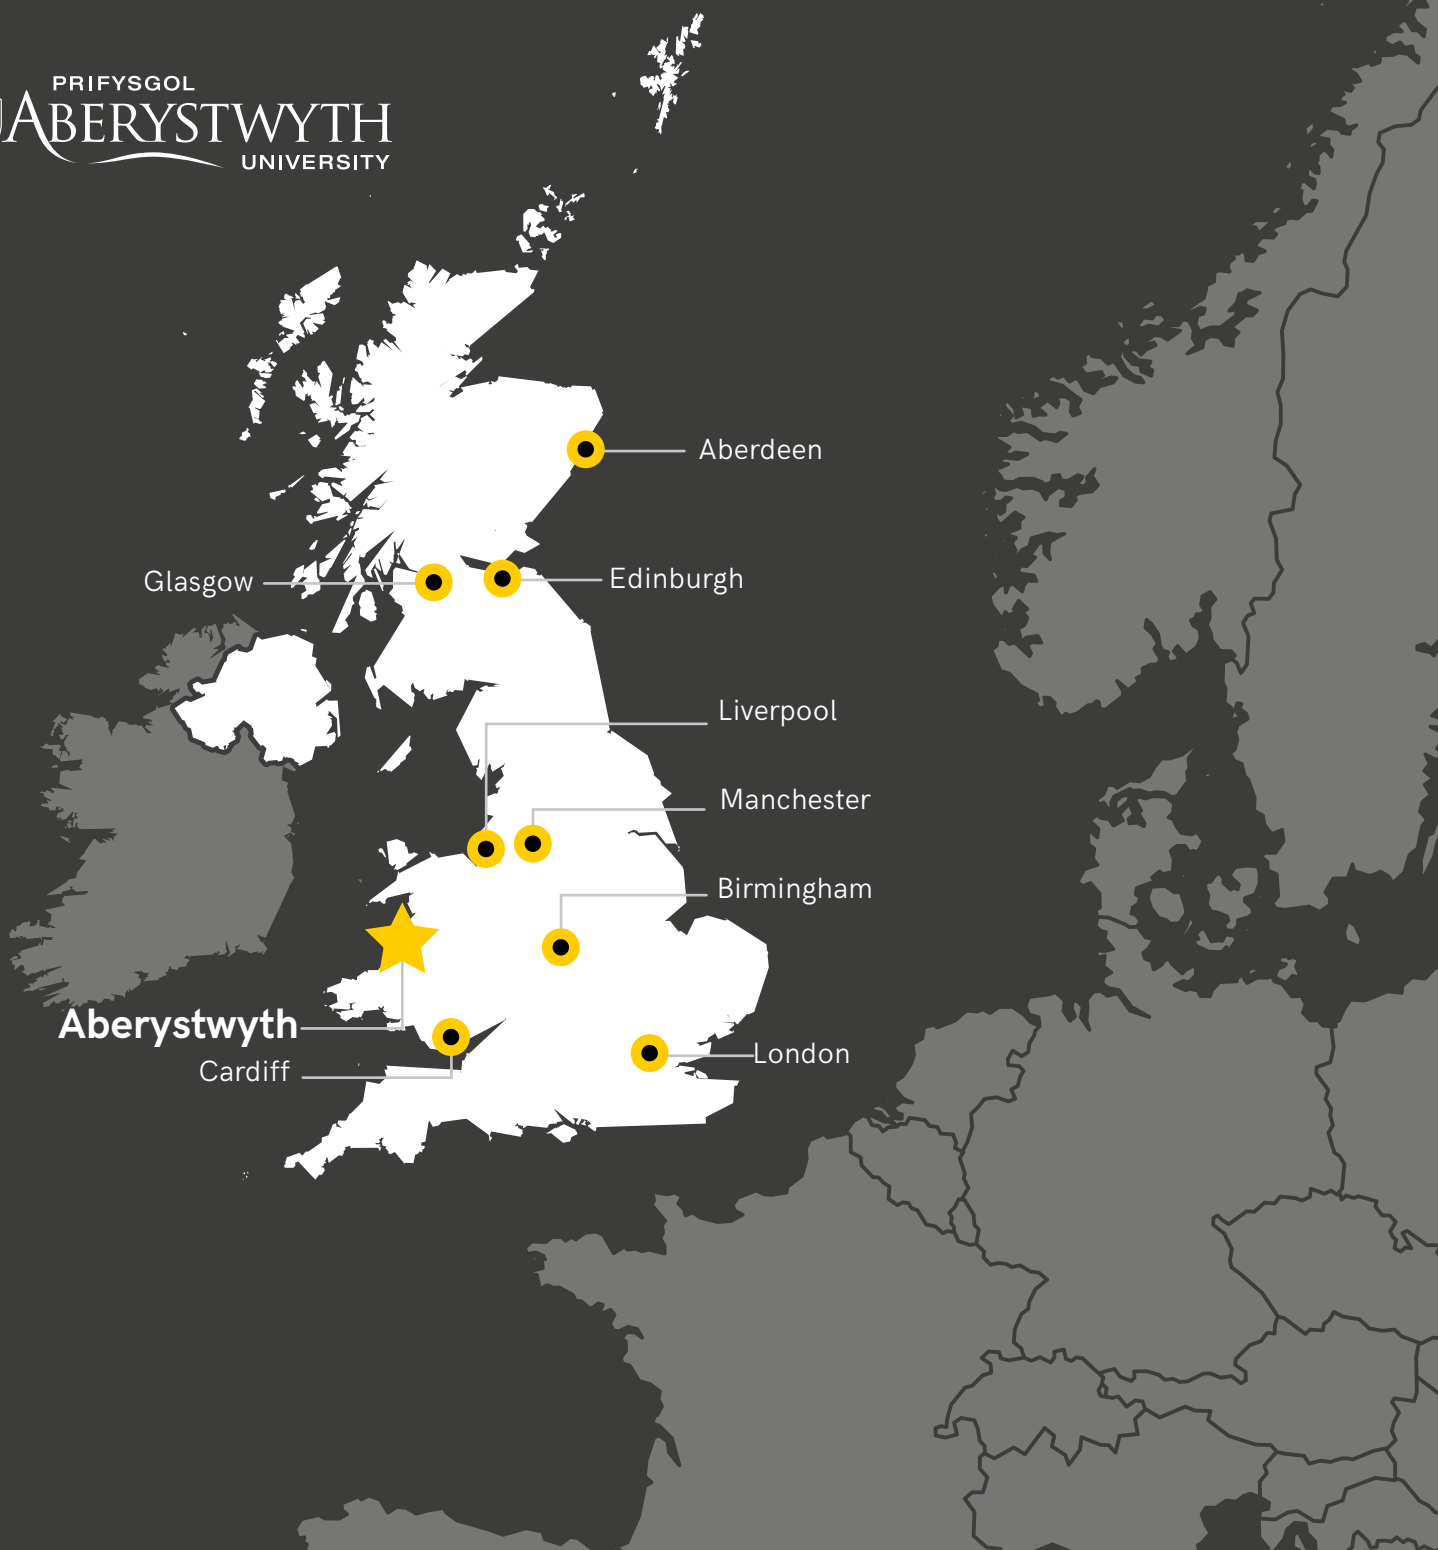 PRIFYSGOL
ABERYSTWYTH
UNIVERSITY
Aberdeen
Glasgow
Edinburgh
Liverpool
Manchester
Birmingham
Aberystwyth
Cardiff
London